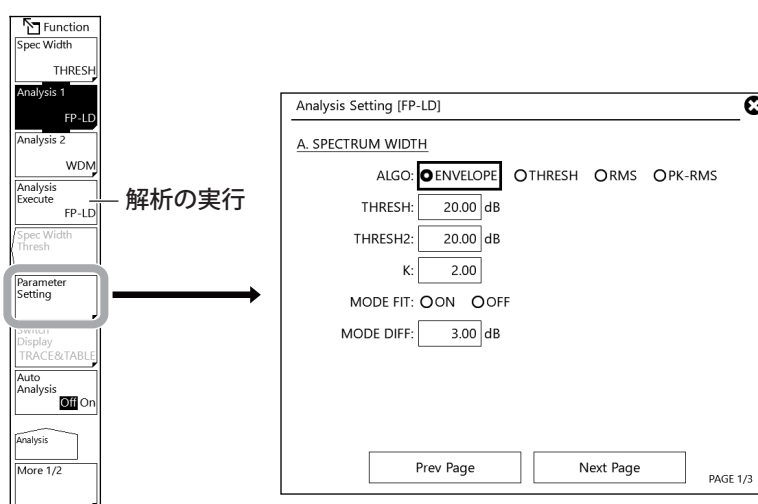 Function
Spec Width
THRESH
Analysis 1
FP-LD
Analysis 2
WDM
Analysis
Execute
FP-LD
解析の実行
Spec Width
Thresh
Parameter
Setting
Switch
Display
TRACE&TABLE
Auto
Analysis
Off On
Analysis
More 1/2
Analysis Setting [FP-LD]
A. SPECTRUM WIDTH
ALGO: ENVELOPE THRESH RMS PK-RMS
THRESH: 20.00 dB
THRESH2: 20.00 dB
K: 2.00
MODE FIT: ON OFF
MODE DIFF: 3.00 dB
Prev Page Next Page PAGE 1/3